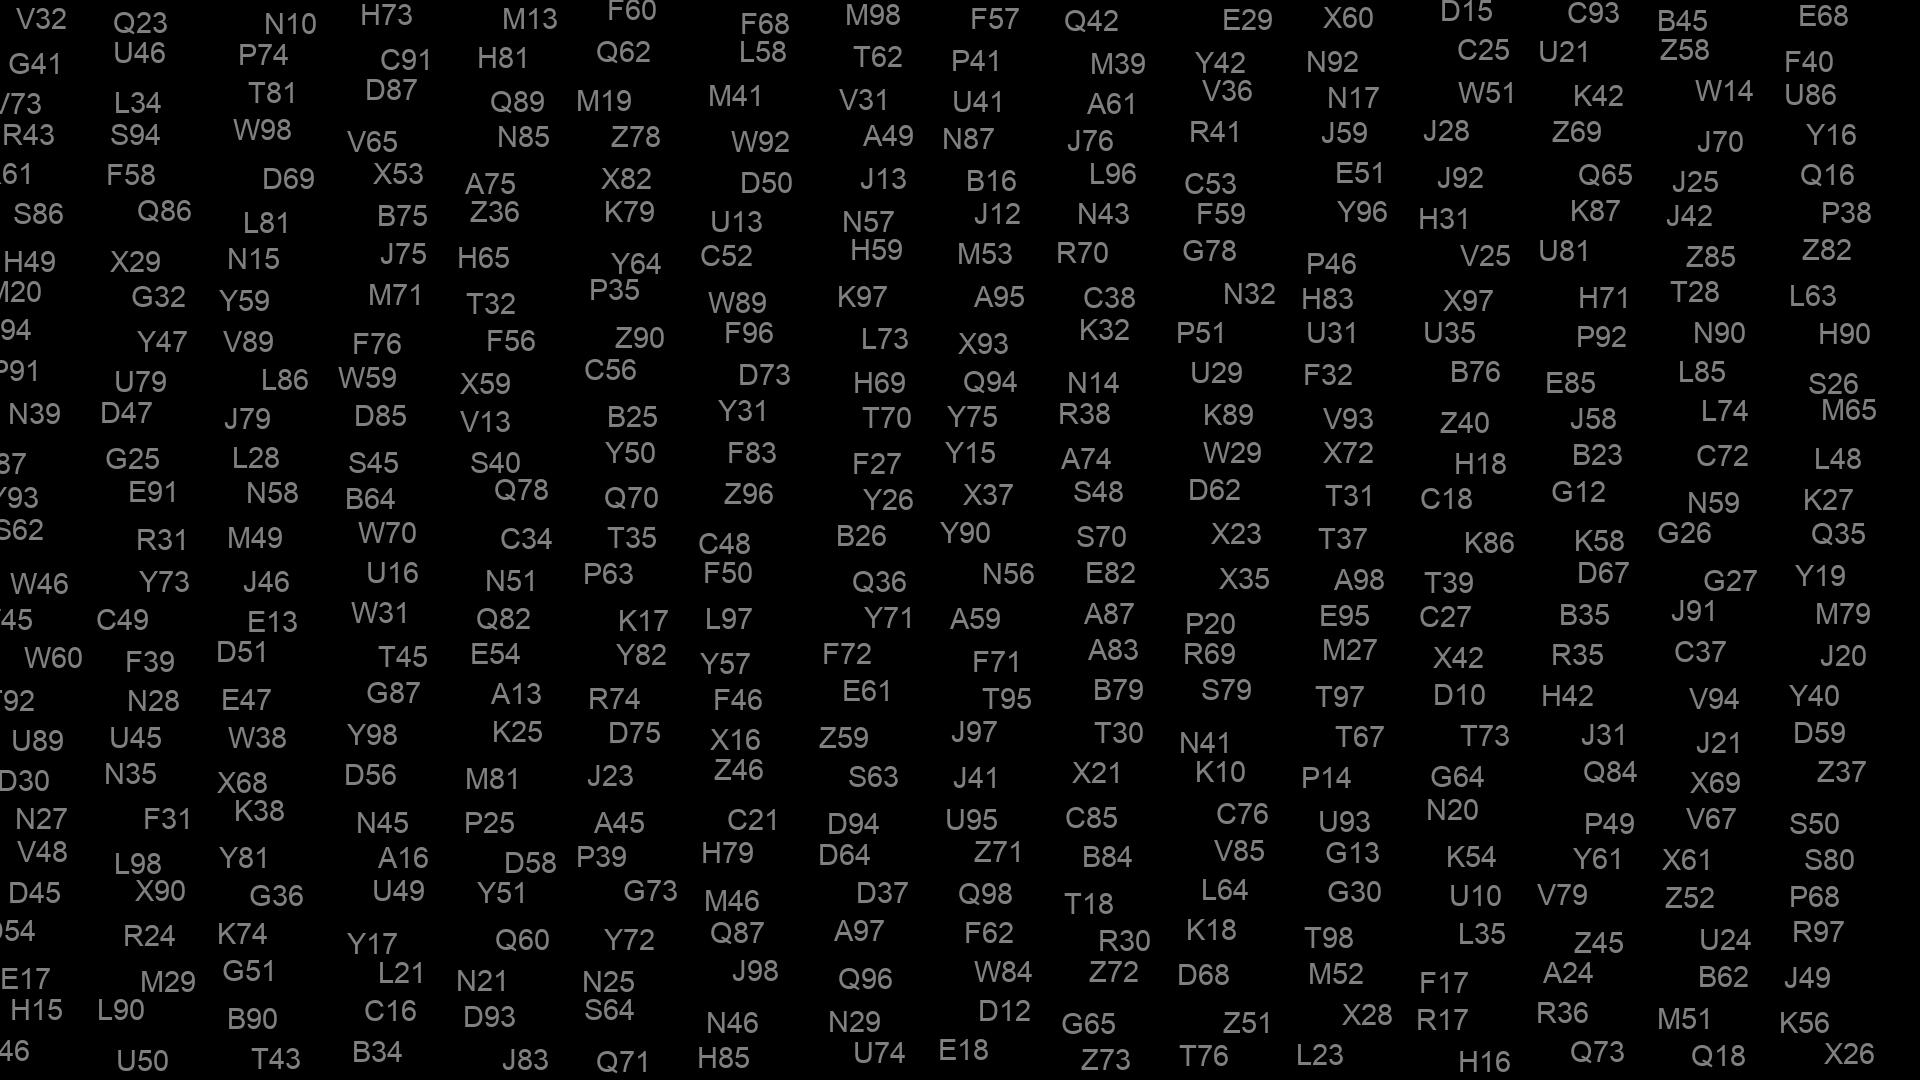 V32 Q23 N10 H73 M13 F60 F68 M98 F57 Q42 E29 X60 D15 C93 B45 E68
G41 U46 P74 C91 H81 Q62 L58 T62 P41 M39 Y42 N92 C25 U21 Z58 F40
V73 L34 T81 D87 Q89 M19 M41 V31 U41 A61 V36 N17 W51 K42 W14 U86
R43 S94 W98 V65 N85 Z78 W92 A49 N87 J76 R41 J59 J28 Z69 J70 Y16
61 F58 D69 X53 A75 X82 D50 J13 B16 L96 C53 E51 J92 Q65 J25 Q16
S86 Q86 L81 B75 Z36 K79 U13 N57 J12 N43 F59 Y96 H31 K87 J42 P38
H49 X29 N15 J75 H65 Y64 C52 H59 M53 R70 G78 P46 V25 U81 Z85 Z82
M20 G32 Y59 M71 T32 P35 W89 K97 A95 C38 N32 H83 X97 H71 T28 L63
94 Y47 V89 F76 F56 Z90 F96 L73 X93 K32 P51 U31 U35 P92 N90 H90
P91 U79 L86 W59 X59 C56 D73 H69 Q94 N14 U29 F32 B76 E85 L85 S26
N39 D47 J79 D85 V13 B25 Y31 T70 Y75 R38 K89 V93 Z40 J58 L74 M65
87 G25 L28 S45 S40 Y50 F83 F27 Y15 A74 W29 X72 H18 B23 C72 L48
Y93 E91 N58 B64 Q78 Q70 Z96 Y26 X37 S48 D62 T31 C18 G12 N59 K27
S62 R31 M49 W70 C34 T35 C48 B26 Y90 S70 X23 T37 K86 K58 G26 Q35
W46 Y73 J46 U16 N51 P63 F50 Q36 N56 E82 X35 A98 T39 D67 G27 Y19
45 C49 E13 W31 Q82 K17 L97 Y71 A59 A87 P20 E95 C27 B35 J91 M79
W60 F39 D51 T45 E54 Y82 Y57 F72 F71 A83 R69 M27 X42 R35 C37 J20
92 N28 E47 G87 A13 R74 F46 E61 T95 B79 S79 T97 D10 H42 V94 Y40
U89 U45 W38 Y98 K25 D75 X16 Z59 J97 T30 N41 T67 T73 J31 J21 D59
D30 N35 X68 D56 M81 J23 Z46 S63 J41 X21 K10 P14 G64 Q84 X69 Z37
N27 F31 K38 N45 P25 A45 C21 D94 U95 C85 C76 U93 N20 P49 V67 S50
V48 L98 Y81 A16 D58 P39 H79 D64 Z71 B84 V85 G13 K54 Y61 X61 S80
D45 X90 G36 U49 Y51 G73 M46 D37 Q98 T18 L64 G30 U10 V79 Z52 P68
54 R24 K74 Y17 Q60 Y72 Q87 A97 F62 R30 K18 T98 L35 Z45 U24 R97
E17 M29 G51 L21 N21 N25 J98 Q96 W84 Z72 D68 M52 F17 A24 B62 J49
H15 L90 B90 C16 D93 S64 N46 N29 D12 G65 Z51 X28 R17 R36 M51 K56
46 U50 T43 B34 J83 Q71 H85 U74 E18 Z73 T76 L23 H16 Q73 Q18 X26